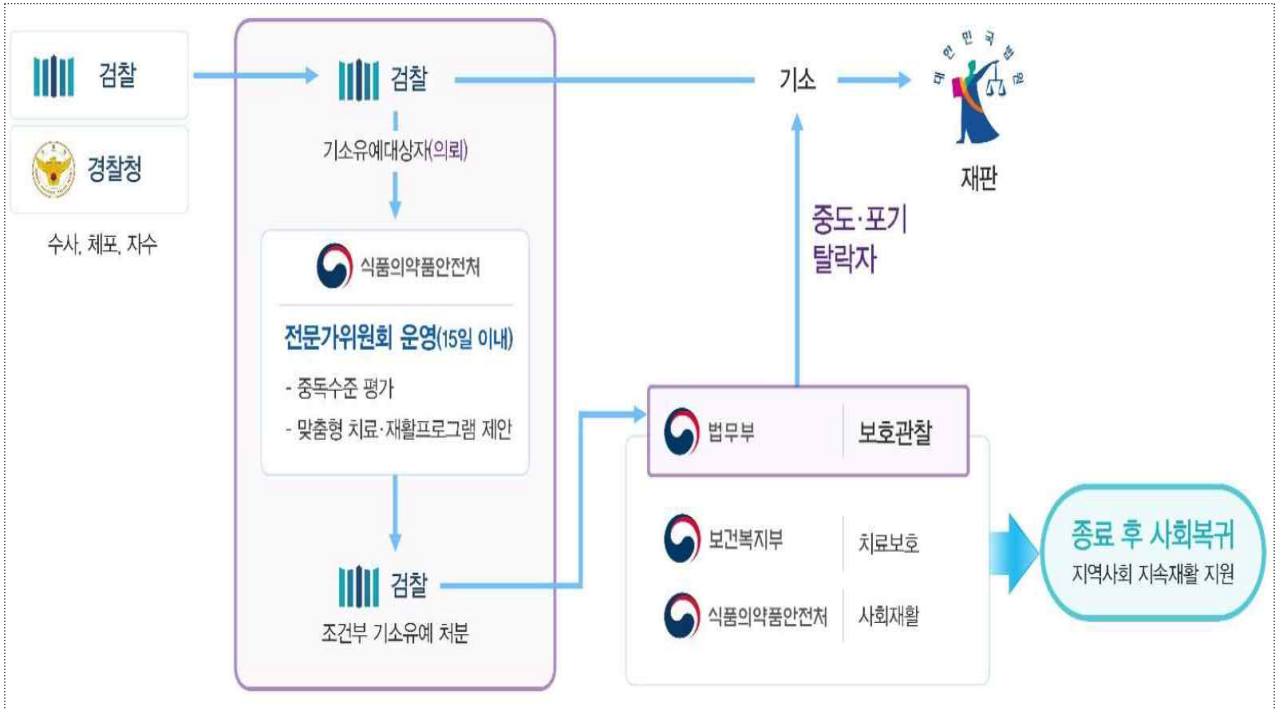 검찰
경찰청
수사, 체포, 자수
검찰
기소유예대상자(의뢰)
식품의약품안전처
전문가위원회 운영(15일 이내)
- 중독수준 평가
- 맞춤형 치료·재활프로그램 제안
검찰
조건부 기소유예 처분
기소
대한민국법원
재판
중도·포기
탈락자
법무부 보호관찰
보건복지부 치료보호
식품의약품안전처 사회재활
종료 후 사회복귀
지역사회 지속재활 지원